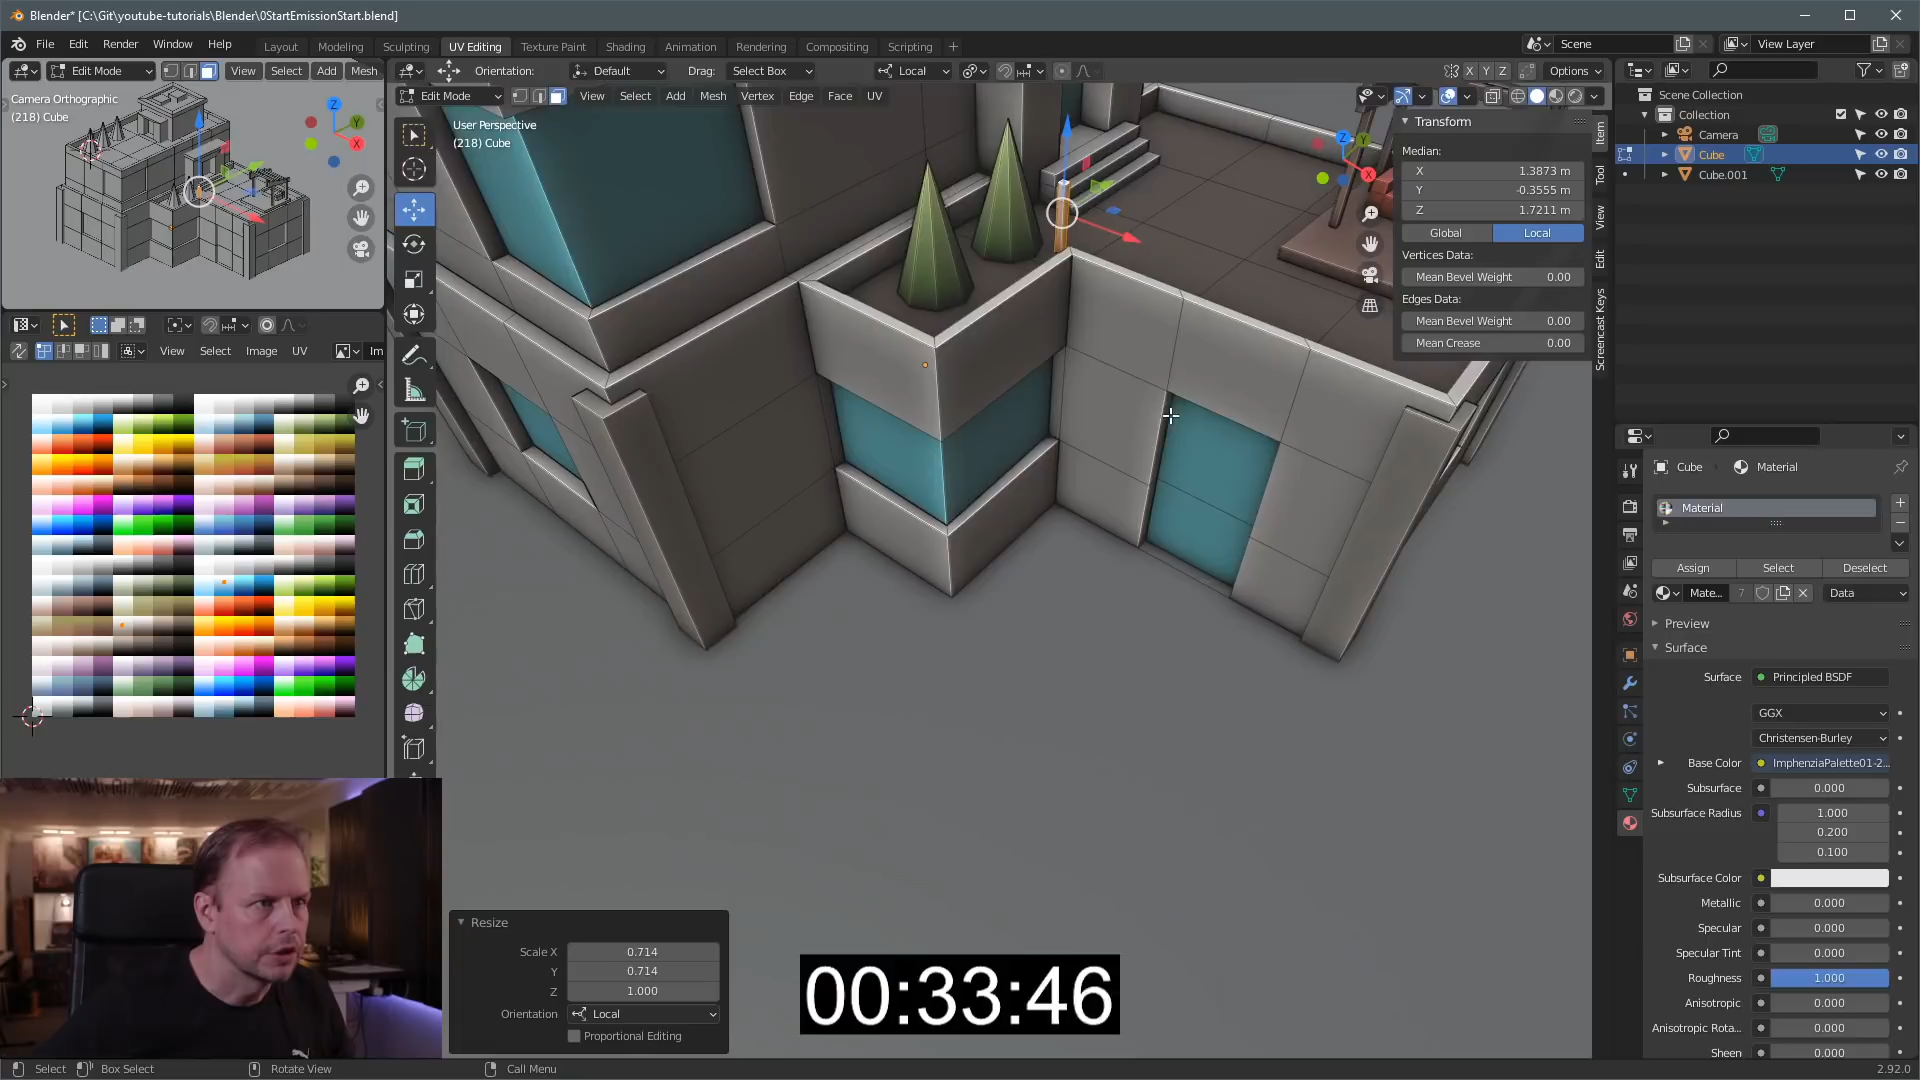 Blender* [C:\Git\youtube-tutorials\Blender\0StartEmissionStart.blend]
File Edit Render Window Help
Layout Modeling Sculpting UV Editing Texture Paint Shading Animation Rendering Compositing Scripting +
Scene
View Layer
Edit Mode View Select Add Mesh
Orientation: Default Drag: Select Box Local X Y Z Options
Edit Mode View Select Add Mesh Vertex Edge Face UV
Camera Orthographic
(218) Cube
User Perspective
(218) Cube
Transform
Median:
X 1.3873 m
Y -0.3555 m
Z 1.7211 m
Global Local
Vertices Data:
Mean Bevel Weight 0.00
Edges Data:
Mean Bevel Weight 0.00
Mean Crease 0.00
Item
Tool
View
Edit
Screencast Keys
Scene Collection
Collection
Camera
Cube
Cube.001
View Select Image UV Im
Cube Material
Material
Assign Select Deselect
Mate... 7 Data
Preview
Surface
Surface Principled BSDF
GGX
Christensen-Burley
Base Color ImphenziaPalette01-2...
Subsurface 0.000
Subsurface Radius 1.000
0.200
0.100
Subsurface Color
Metallic 0.000
Specular 0.000
Specular Tint 0.000
Roughness 1.000
Anisotropic 0.000
Anisotropic Rota... 0.000
Sheen 0.000
Resize
Scale X 0.714
Y 0.714
Z 1.000
Orientation Local
Proportional Editing
00:33:46
Select Box Select Rotate View Call Menu 2.92.0